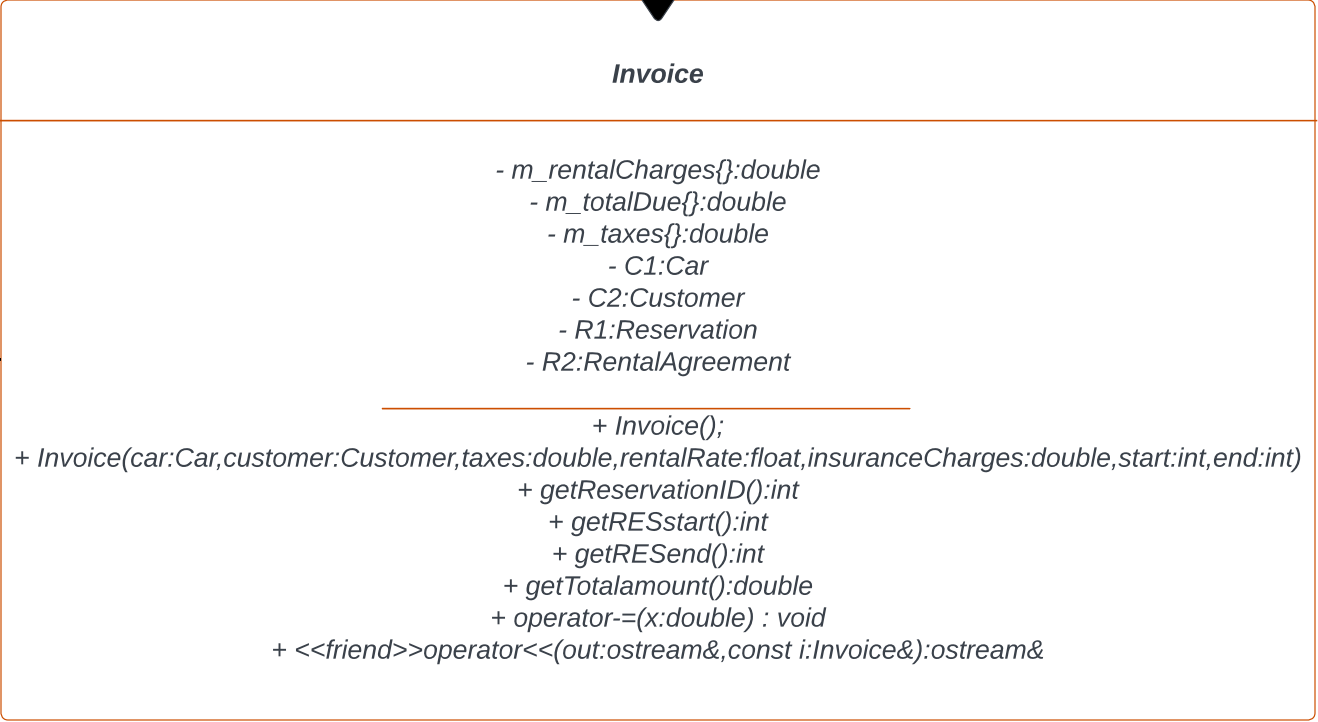 Invoice
- m_rentalCharges{}:double
- m_totalDue{}:double
- m_taxes{}:double
- C1:Car
- C2:Customer
- R1:Reservation
- R2:RentalAgreement
+ Invoice();
+ Invoice(car:Car,customer:Customer,taxes:double,rentalRate:float,insuranceCharges:double,start:int,end:int)
+ getReservationID():int
+ getRESstart():int
+ getRESend():int
+ getTotalamount():double
+ operator-=(x:double) : void
+ <<friend>>operator<<(out:ostream&,const i:Invoice&):ostream&